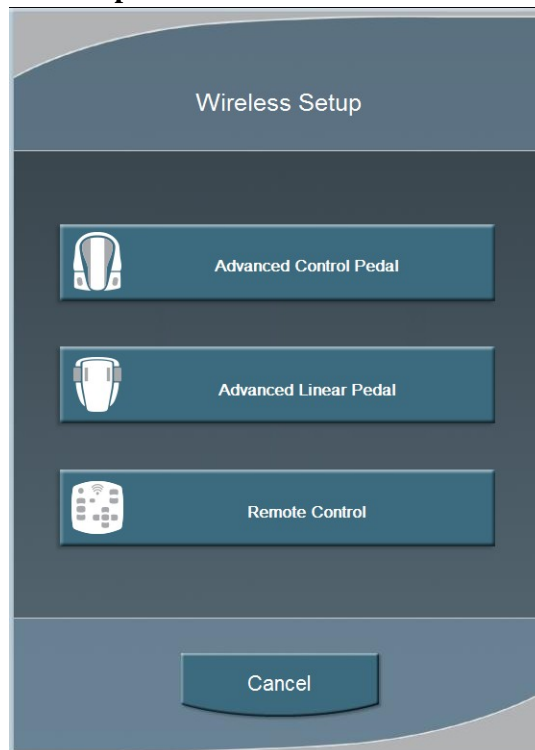 Wireless Setup
Advanced Control Pedal
Advanced Linear Pedal
Remote Control
Cancel